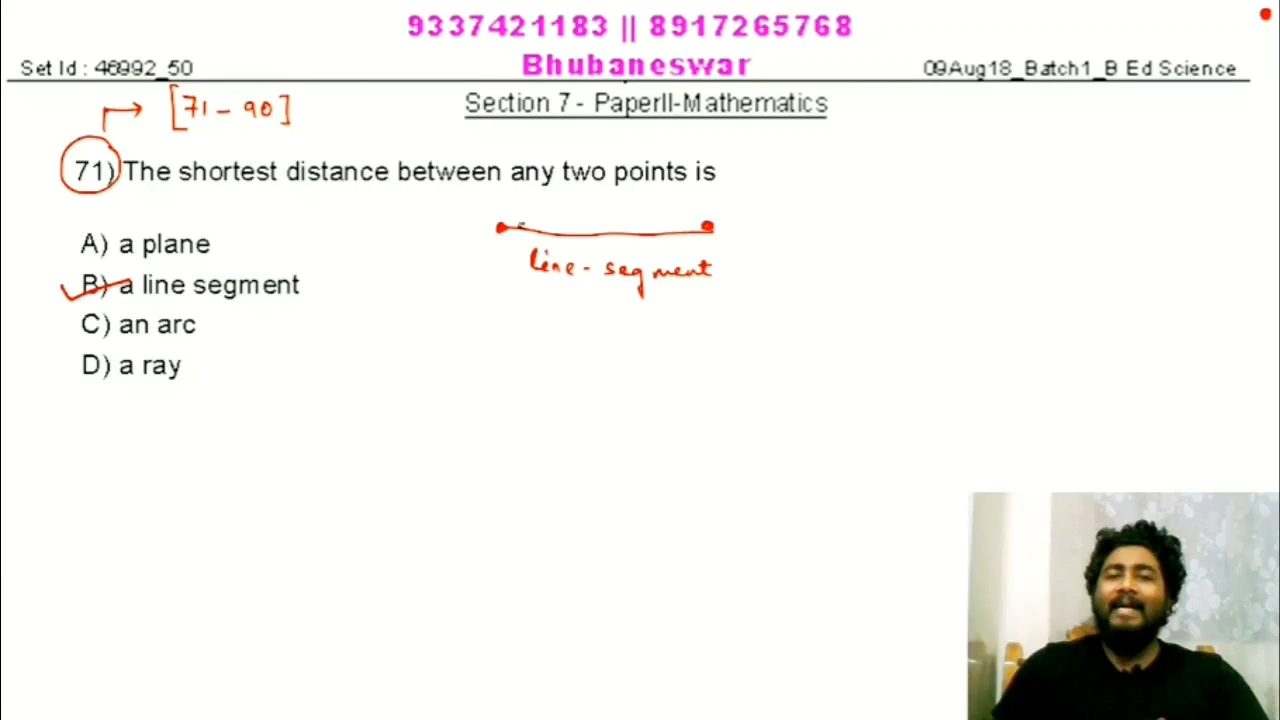 9337421183 || 8917265768
Bhubaneswar
Set Id : 46992_50
09Aug18_Batch1_B Ed Science
[71 - 90]
Section 7 - PaperII-Mathematics
71) The shortest distance between any two points is
A) a plane
line - segment
B) a line segment
C) an arc
D) a ray